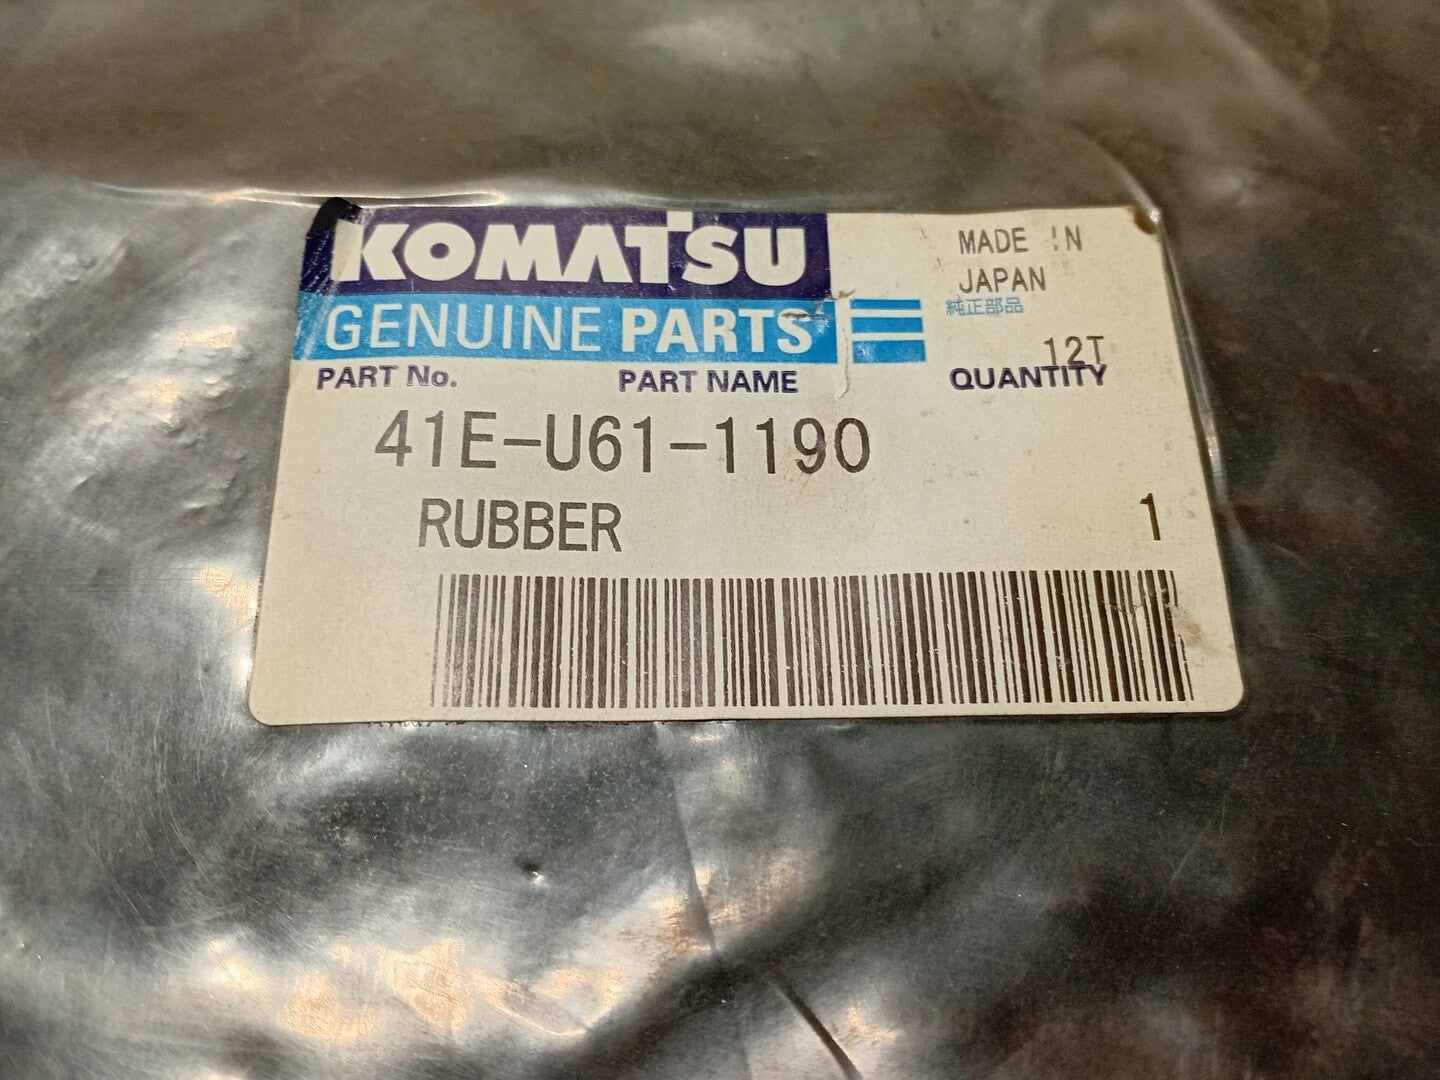 KOMATSU
MADE IN
JAPAN
GENUINE PARTS
純正部品
12T
PART No. PART NAME QUANTITY
41E-U61-1190
RUBBER 1